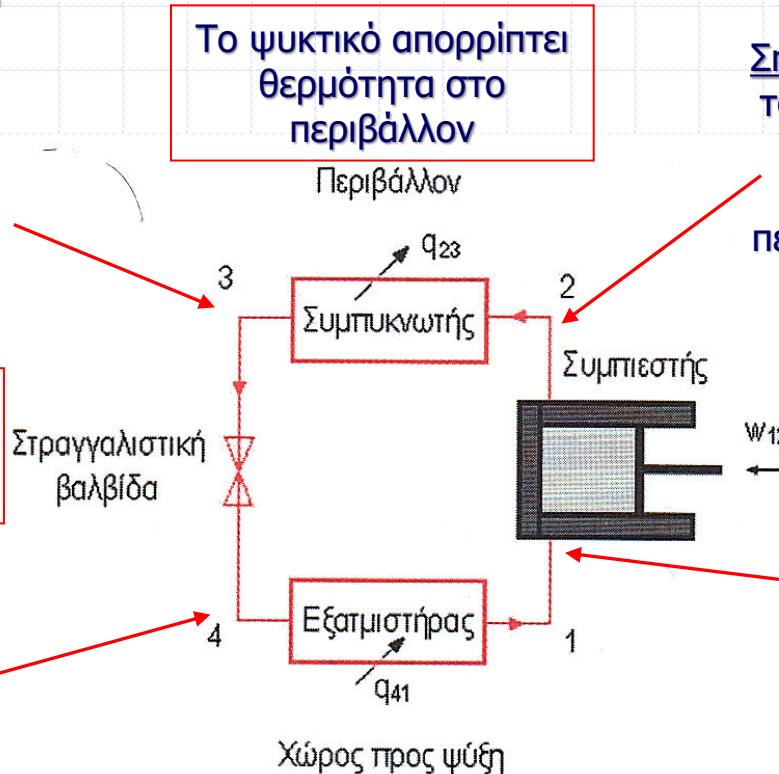 Το ψυκτικό απορρίπτει
θερμότητα στο
περιβάλλον
Περιβάλλον
q23
3
2
Συμπυκνωτής
Συμπιεστής
Στραγγαλιστική
βαλβίδα
Εξατμιστήρας
4
1
q41
Χώρος προς ψύξη